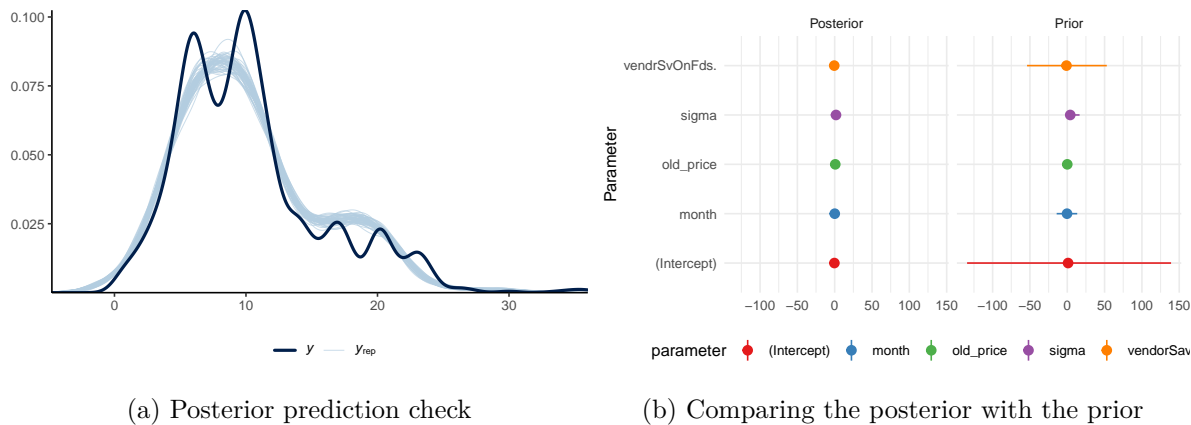 0.100
0.075
0.050
0.025
0 10 20 30
y yrep
(a) Posterior prediction check
Posterior Prior
Parameter
vendrSvOnFds.
sigma
old_price
month
(Intercept)
−100 −50 0 50 100 150 −100 −50 0 50 100 150
parameter (Intercept) month old_price sigma vendorSav
(b) Comparing the posterior with the prior